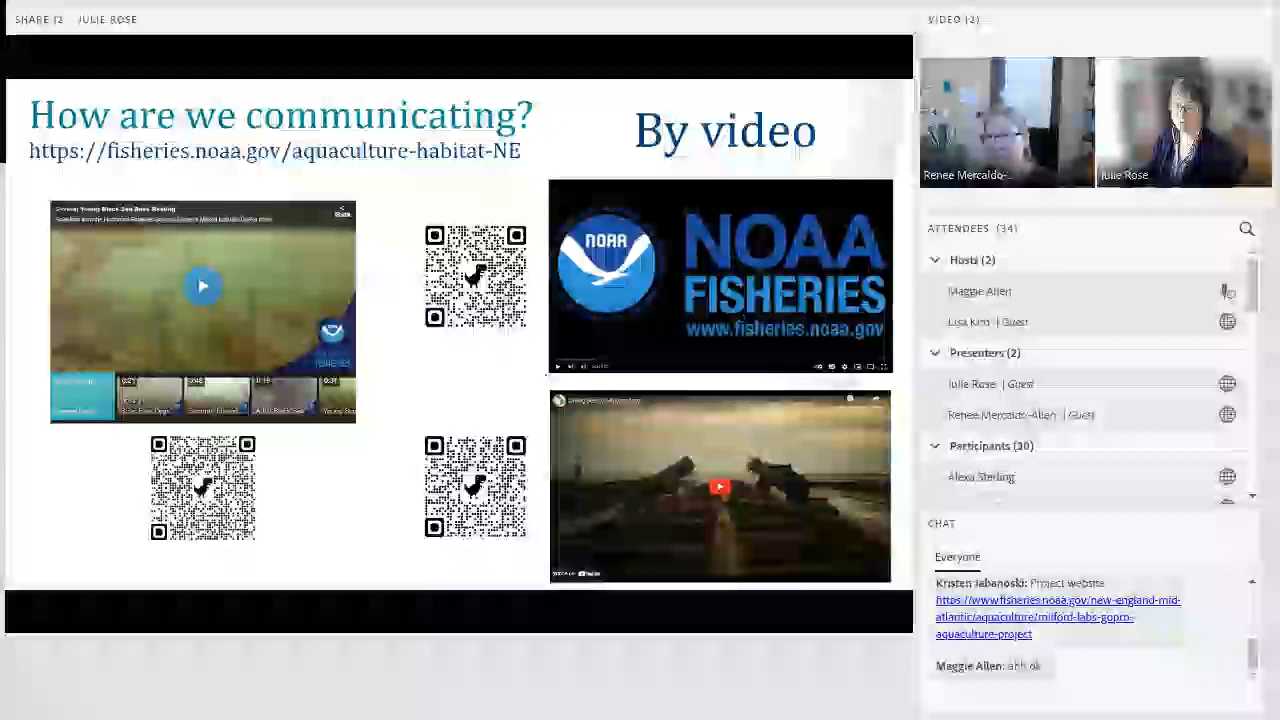 SHARE (2 JULIE ROSE
How are we communicating?
https://fisheries.noaa.gov/aquaculture-habitat-NE
By video
NOAA
NOAA
FISHERIES
www.fisheries.noaa.gov
FISHERIES
VIDEO (2)
Renee Mercaldo-...
Julie Rose
ATTENDEES (34)
Hosts (2)
Maggie Allen
Lisa Kim | Guest
Presenters (2)
Julie Rose | Guest
Renee Mercaldo-Allen | Guest
Participants (30)
Alexa Sterling
CHAT
Everyone
Kristen Jabanoski: Project website
https://www.fisheries.noaa.gov/new-england-mid-
atlantic/aquaculture/milford-labs-gopro-
aquaculture-project
Maggie Allen: ahh ok